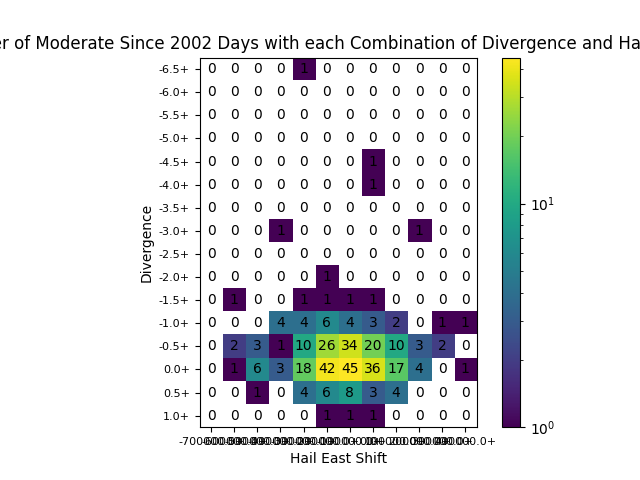 er of Moderate Since 2002 Days with each Combination of Divergence and Ha
-6.5+ 0 0 0 0 1 0 0 0 0 0 0 0
-6.0+ 0 0 0 0 0 0 0 0 0 0 0 0
-5.5+ 0 0 0 0 0 0 0 0 0 0 0 0
-5.0+ 0 0 0 0 0 0 0 0 0 0 0 0
-4.5+ 0 0 0 0 0 0 0 1 0 0 0 0
-4.0+ 0 0 0 0 0 0 0 1 0 0 0 0
-3.5+ 0 0 0 0 0 0 0 0 0 0 0 0
-3.0+ 0 0 0 1 0 0 0 0 0 1 0 0
-2.5+ 0 0 0 0 0 0 0 0 0 0 0 0
-2.0+ 0 0 0 0 0 1 0 0 0 0 0 0
-1.5+ 0 1 0 0 1 1 1 1 0 0 0 0
-1.0+ 0 0 0 4 4 6 4 3 2 0 1 1
-0.5+ 0 2 3 1 10 26 34 20 10 3 2 0
0.0+ 0 1 6 3 18 42 45 36 17 4 0 1
0.5+ 0 0 1 0 4 6 8 3 4 0 0 0
1.0+ 0 0 0 0 0 1 1 1 0 0 0 0
Divergence
Hail East Shift
10¹
10⁰